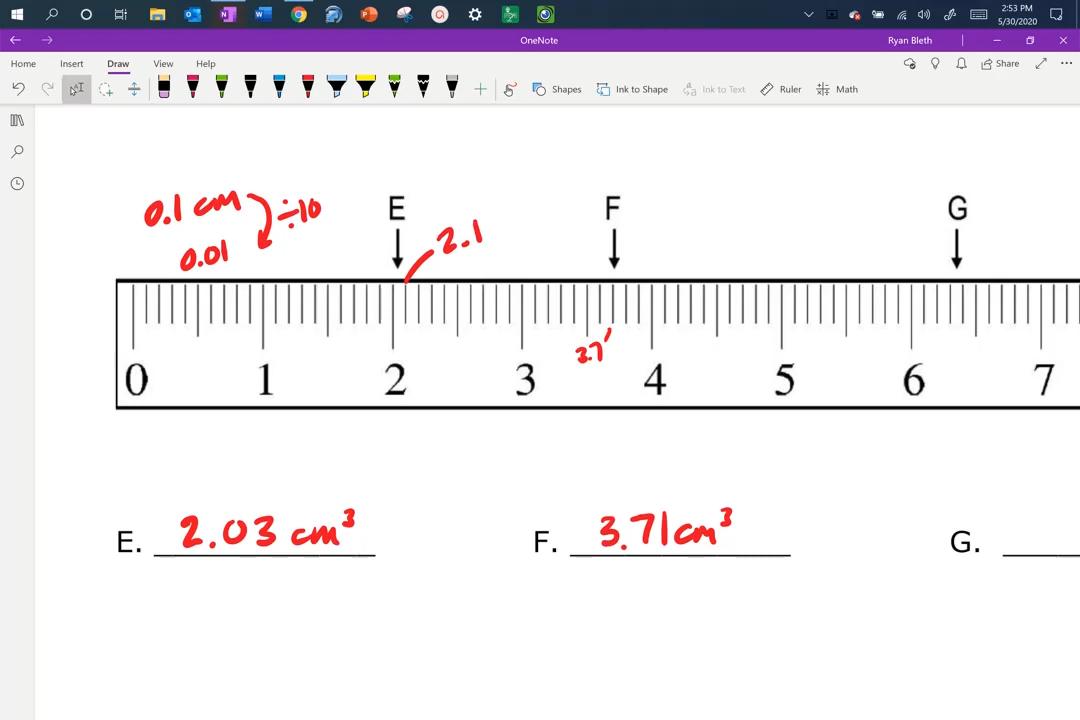 2:53 PM
5/30/2020
OneNote
Ryan Bleth
Home Insert Draw View Help
Share
Shapes Ink to Shape Ink to Text Ruler Math
0.1 cm
÷10
0.01
E F G
2.1
3.7
0 1 2 3 4 5 6 7
E. 2.03 cm³ F. 3.71 cm³ G.